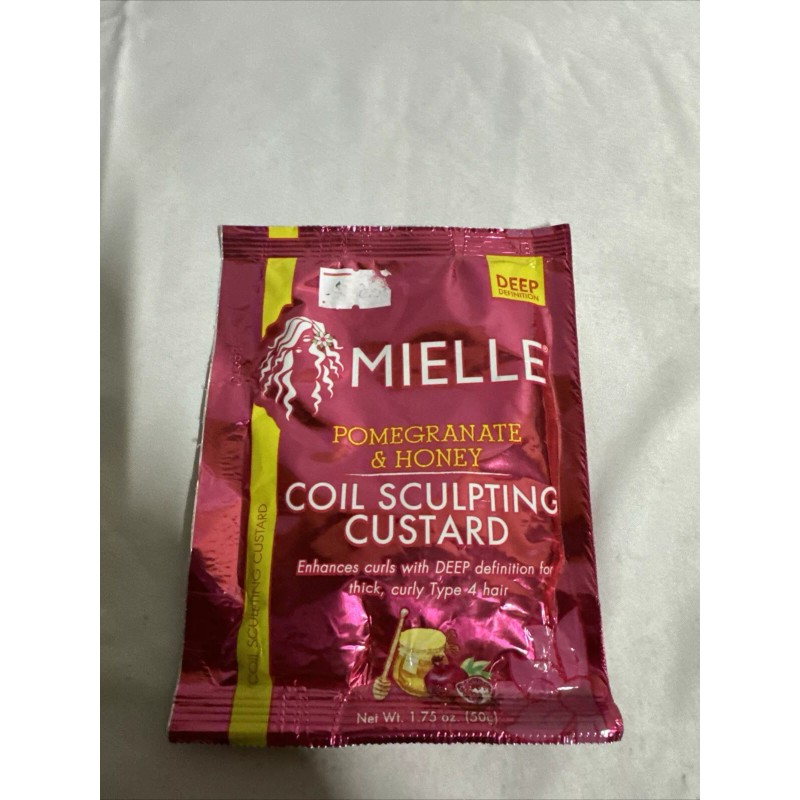 DEEP
DEFINITION
MIELLE
POMEGRANATE
& HONEY
COIL SCULPTING
CUSTARD
Enhances curls with DEEP definition for
thick, curly Type 4 hair
COIL SCULPTING CUSTARD
Net Wt. 1.75 oz. (50g)